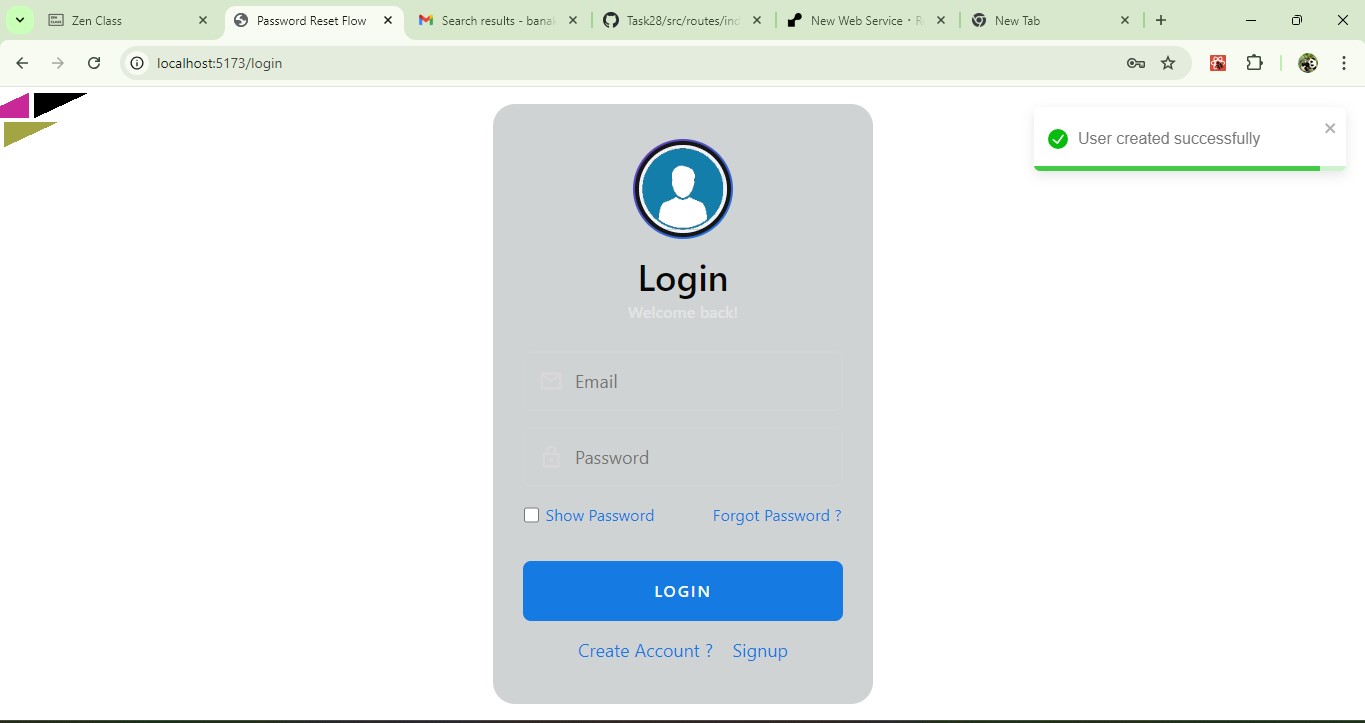 Zen Class
Password Reset Flow
Search results - bana
Task28/src/routes/ind
New Web Service
New Tab
localhost:5173/login
User created successfully
Login
Welcome back!
Email
Password
Show Password
Forgot Password ?
LOGIN
Create Account ? Signup